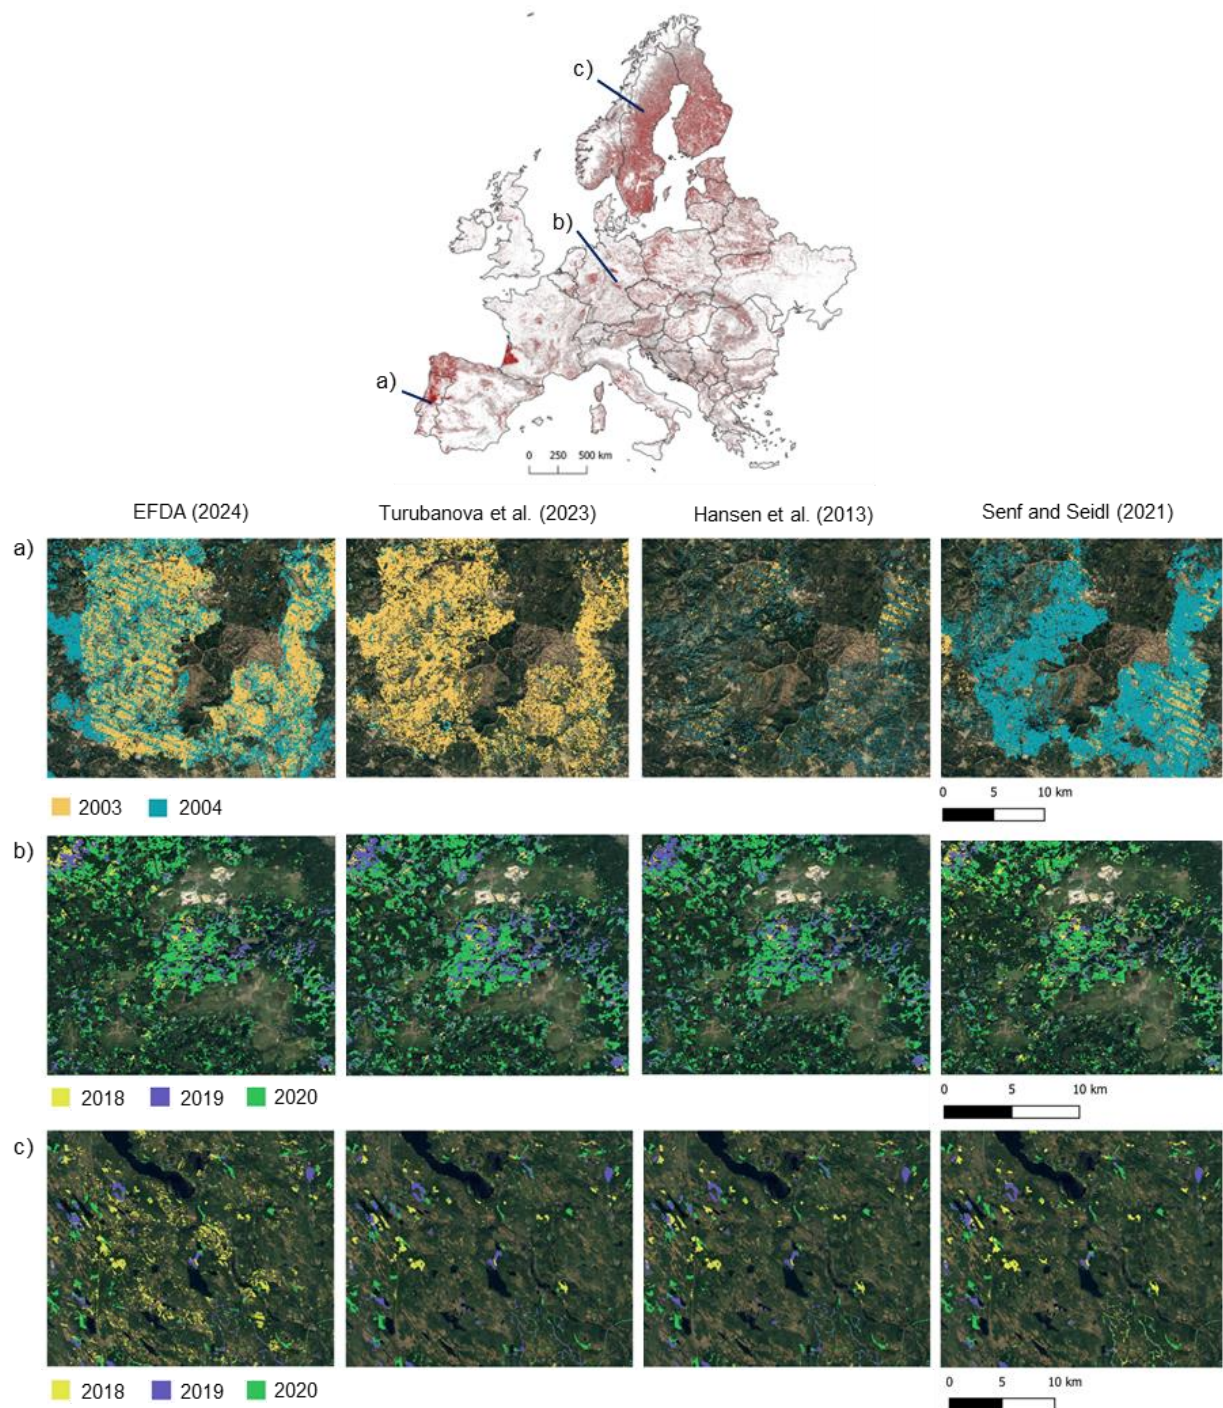 c)
b)
a)
0 250 500 km
EFDA (2024) Turubanova et al. (2023) Hansen et al. (2013) Senf and Seidl (2021)
a)
2003 2004
0 5 10 km
b)
2018 2019 2020
0 5 10 km
c)
2018 2019 2020
0 5 10 km